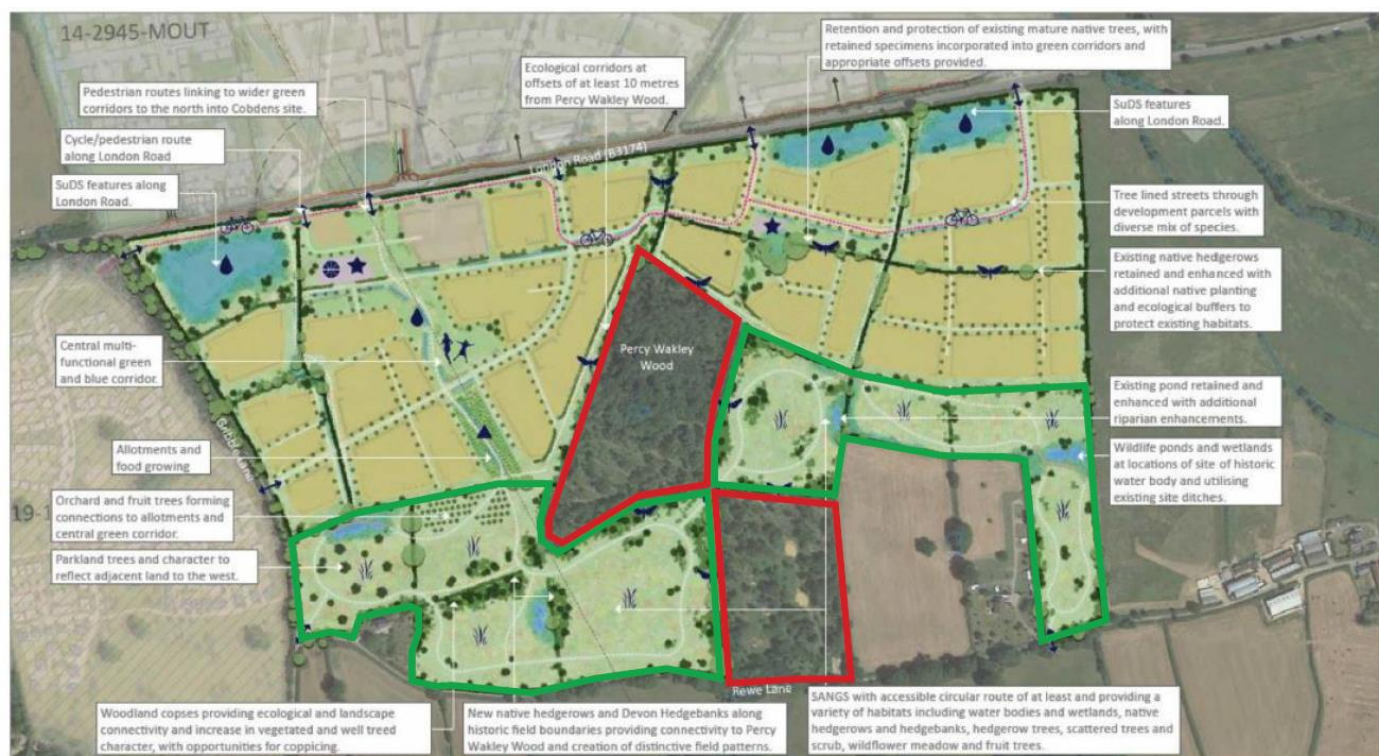 14-2945-MOUT
Retention and protection of existing mature native trees, with
retained specimens incorporated into green corridors and
appropriate offsets provided.
Ecological corridors at
offsets of at least 10 metres
from Percy Wakley Wood.
Pedestrian routes linking to wider green
corridors to the north into Cobdens site.
SuDS features
along London Road.
Cycle/pedestrian route
along London Road
London Road (B3174)
SuDS features along
London Road.
Tree lined streets through
development parcels with
diverse mix of species.
Existing native hedgerows
retained and enhanced with
additional native planting
and ecological buffers to
protect existing habitats.
Central multi-
functional green
and blue corridor.
Percy Wakley
Wood
Existing pond retained and
enhanced with additional
riparian enhancements.
Gribble Lane
Allotments and
food growing
Wildlife ponds and wetlands
at locations of site of historic
water body and utilising
existing site ditches.
Orchard and fruit trees forming
connections to allotments and
central green corridor.
19-1
Parkland trees and character to
reflect adjacent land to the west.
Rewe Lane
Woodland copses providing ecological and landscape
connectivity and increase in vegetated and well treed
character, with opportunities for coppicing.
New native hedgerows and Devon Hedgebanks along
historic field boundaries providing connectivity to Percy
Wakley Wood and creation of distinctive field patterns.
SANGS with accessible circular route of at least and providing a
variety of habitats including water bodies and wetlands, native
hedgerows and hedgebanks, hedgerow trees, scattered trees and
scrub, wildflower meadow and fruit trees.